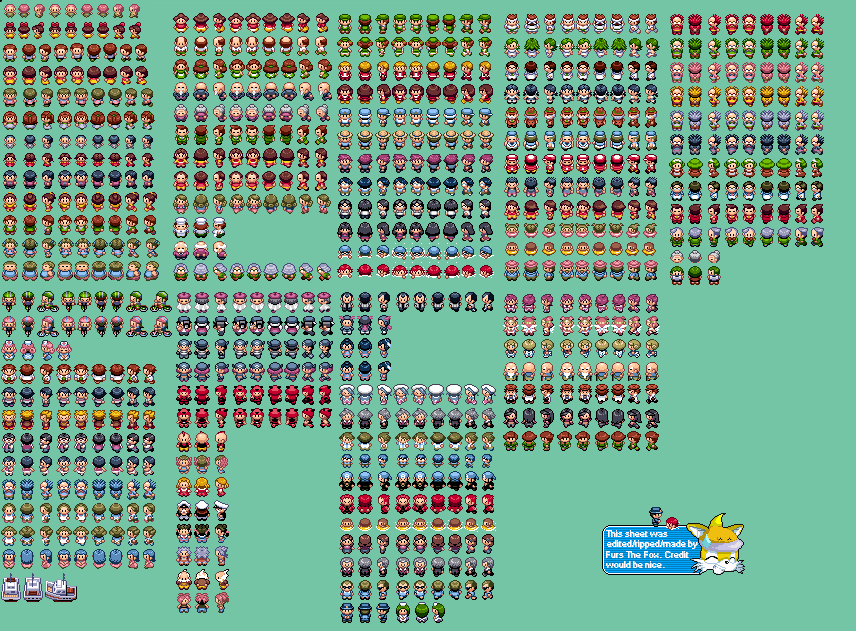 This sheet was
edited/ripped/made by
Furs The Fox. Credit
would be nice.